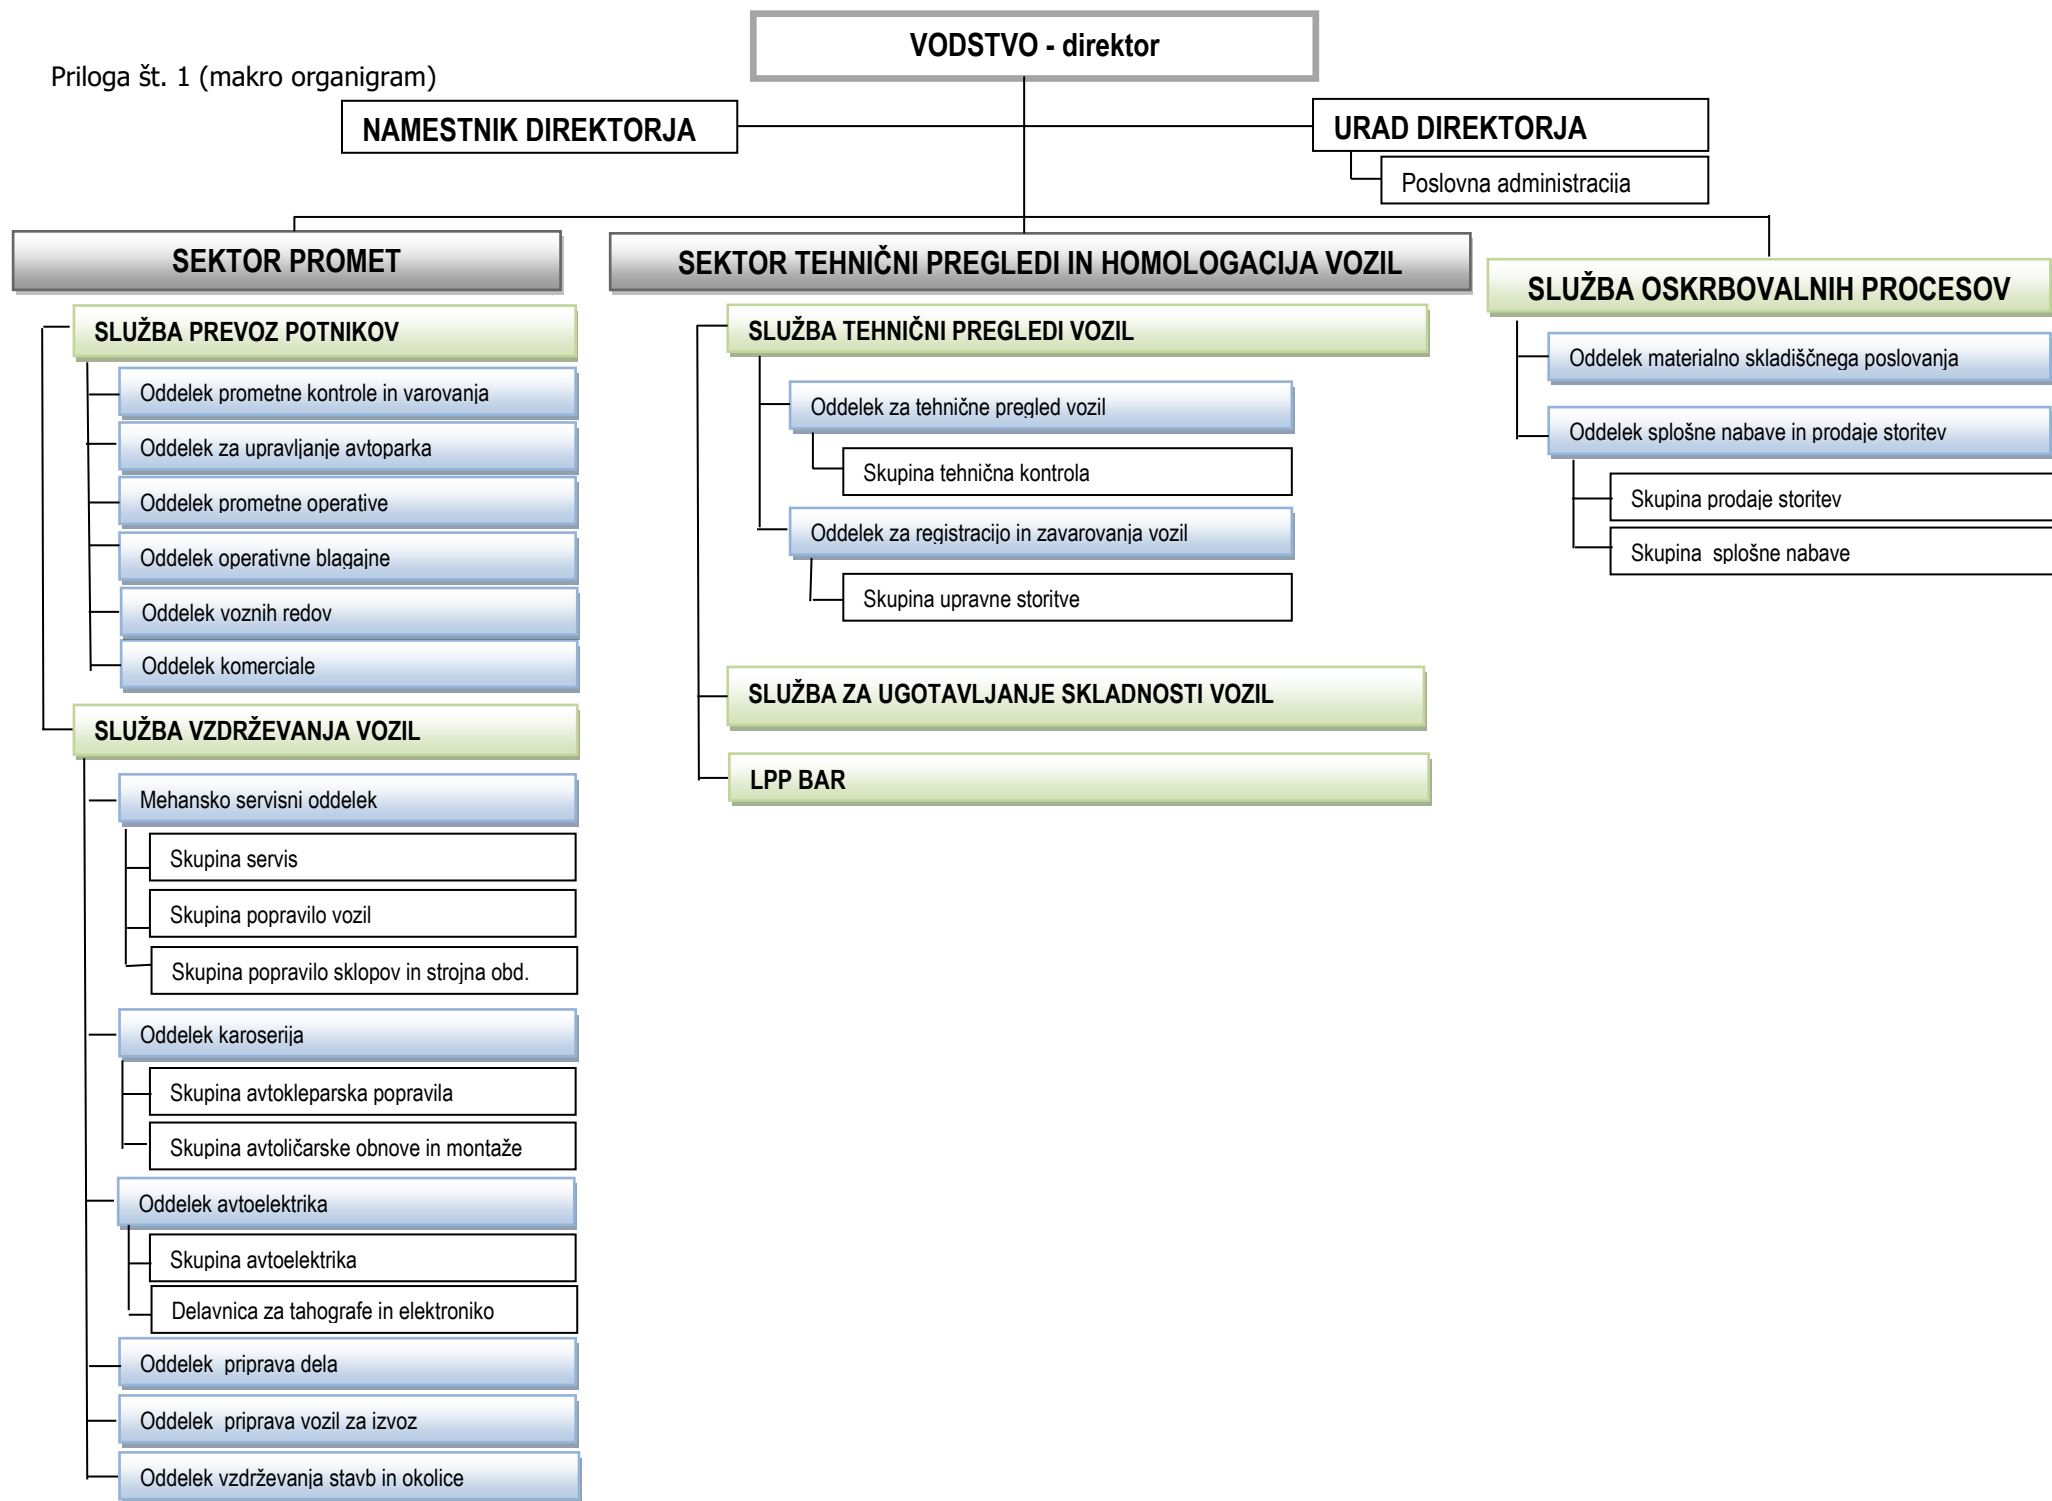 VODSTVO - direktor
Priloga št. 1 (makro organigram)
NAMESTNIK DIREKTORJA
URAD DIREKTORJA
Poslovna administracija
SEKTOR PROMET
SLUŽBA PREVOZ POTNIKOV
Oddelek prometne kontrole in varovanja
Oddelek za upravljanje avtoparka
Oddelek prometne operative
Oddelek operativne blagajne
Oddelek voznih redov
Oddelek komerciale
SLUŽBA VZDRŽEVANJA VOZIL
Mehansko servisni oddelek
Skupina servis
Skupina popravilo vozil
Skupina popravilo sklopov in strojna obd.
Oddelek karoserija
Skupina avtokleparska popravila
Skupina avtoličarske obnove in montaže
Oddelek avtoelektrika
Skupina avtoelektrika
Delavnica za tahografe in elektroniko
Oddelek  priprava dela
Oddelek  priprava vozil za izvoz
Oddelek vzdrževanja stavb in okolice
SEKTOR TEHNIČNI PREGLEDI IN HOMOLOGACIJA VOZIL
SLUŽBA TEHNIČNI PREGLEDI VOZIL
Oddelek za tehnične pregled vozil
Skupina tehnična kontrola
Oddelek za registracijo in zavarovanja vozil
Skupina upravne storitve
SLUŽBA ZA UGOTAVLJANJE SKLADNOSTI VOZIL
LPP BAR
SLUŽBA OSKRBOVALNIH PROCESOV
Oddelek materialno skladiščnega poslovanja
Oddelek splošne nabave in prodaje storitev
Skupina prodaje storitev
Skupina  splošne nabave